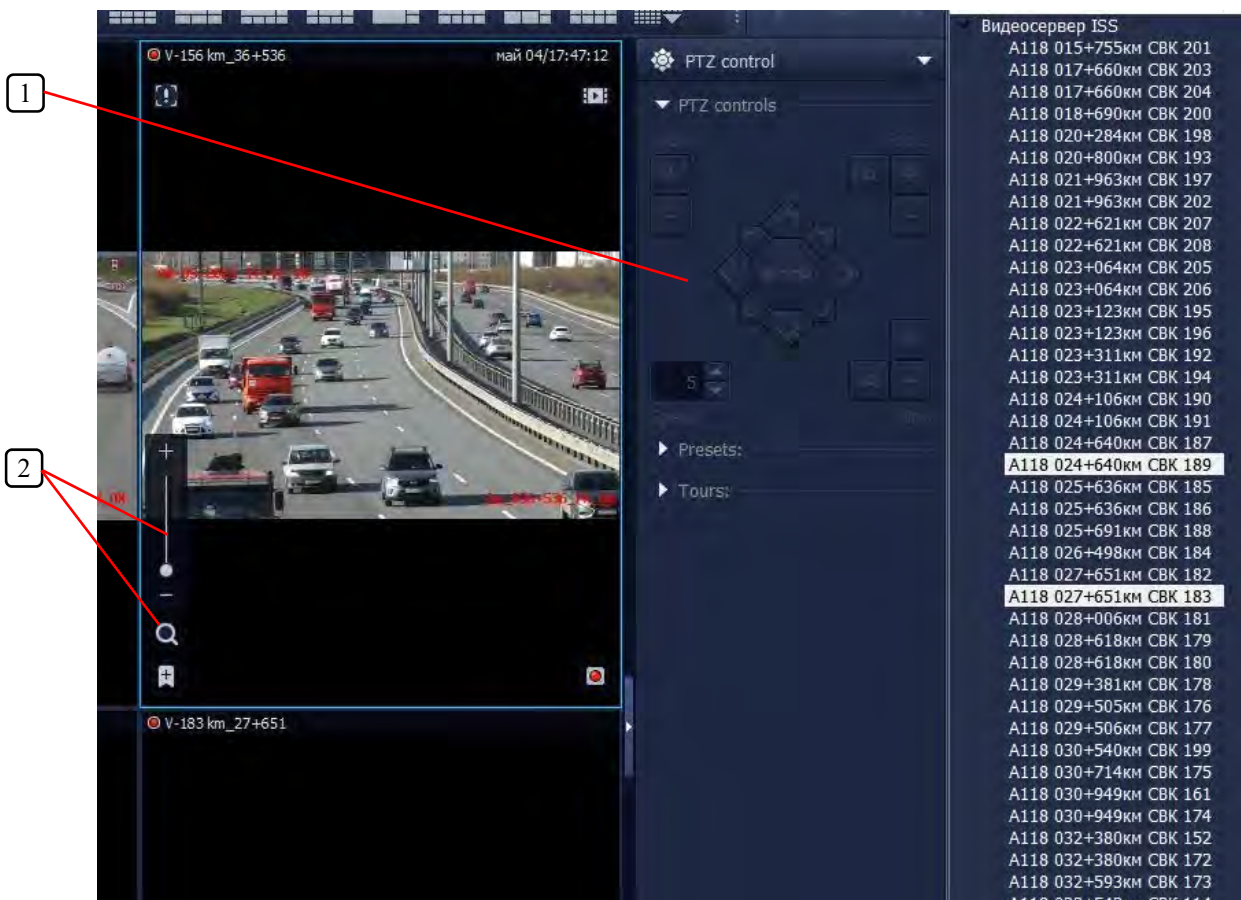 1
2
V-156 km_36+536
май 04/17:47:12
V-183 km_27+651
PTZ control
PTZ controls
5
Presets:
Tours:
Видеосервер ISS
А118 015+755км СВК 201
А118 017+660км СВК 203
А118 017+660км СВК 204
А118 018+690км СВК 200
А118 020+284км СВК 198
А118 020+800км СВК 193
А118 021+963км СВК 197
А118 021+963км СВК 202
А118 022+621км СВК 207
А118 022+621км СВК 208
А118 023+064км СВК 205
А118 023+064км СВК 206
А118 023+123км СВК 195
А118 023+123км СВК 196
А118 023+311км СВК 192
А118 023+311км СВК 194
А118 024+106км СВК 190
А118 024+106км СВК 191
А118 024+640км СВК 187
А118 024+640км СВК 189
А118 025+636км СВК 185
А118 025+636км СВК 186
А118 025+691км СВК 188
А118 026+498км СВК 184
А118 027+651км СВК 182
А118 027+651км СВК 183
А118 028+006км СВК 181
А118 028+618км СВК 179
А118 028+618км СВК 180
А118 029+381км СВК 178
А118 029+505км СВК 176
А118 029+506км СВК 177
А118 030+540км СВК 199
А118 030+714км СВК 175
А118 030+949км СВК 161
А118 030+949км СВК 174
А118 032+380км СВК 152
А118 032+380км СВК 172
А118 032+593км СВК 173